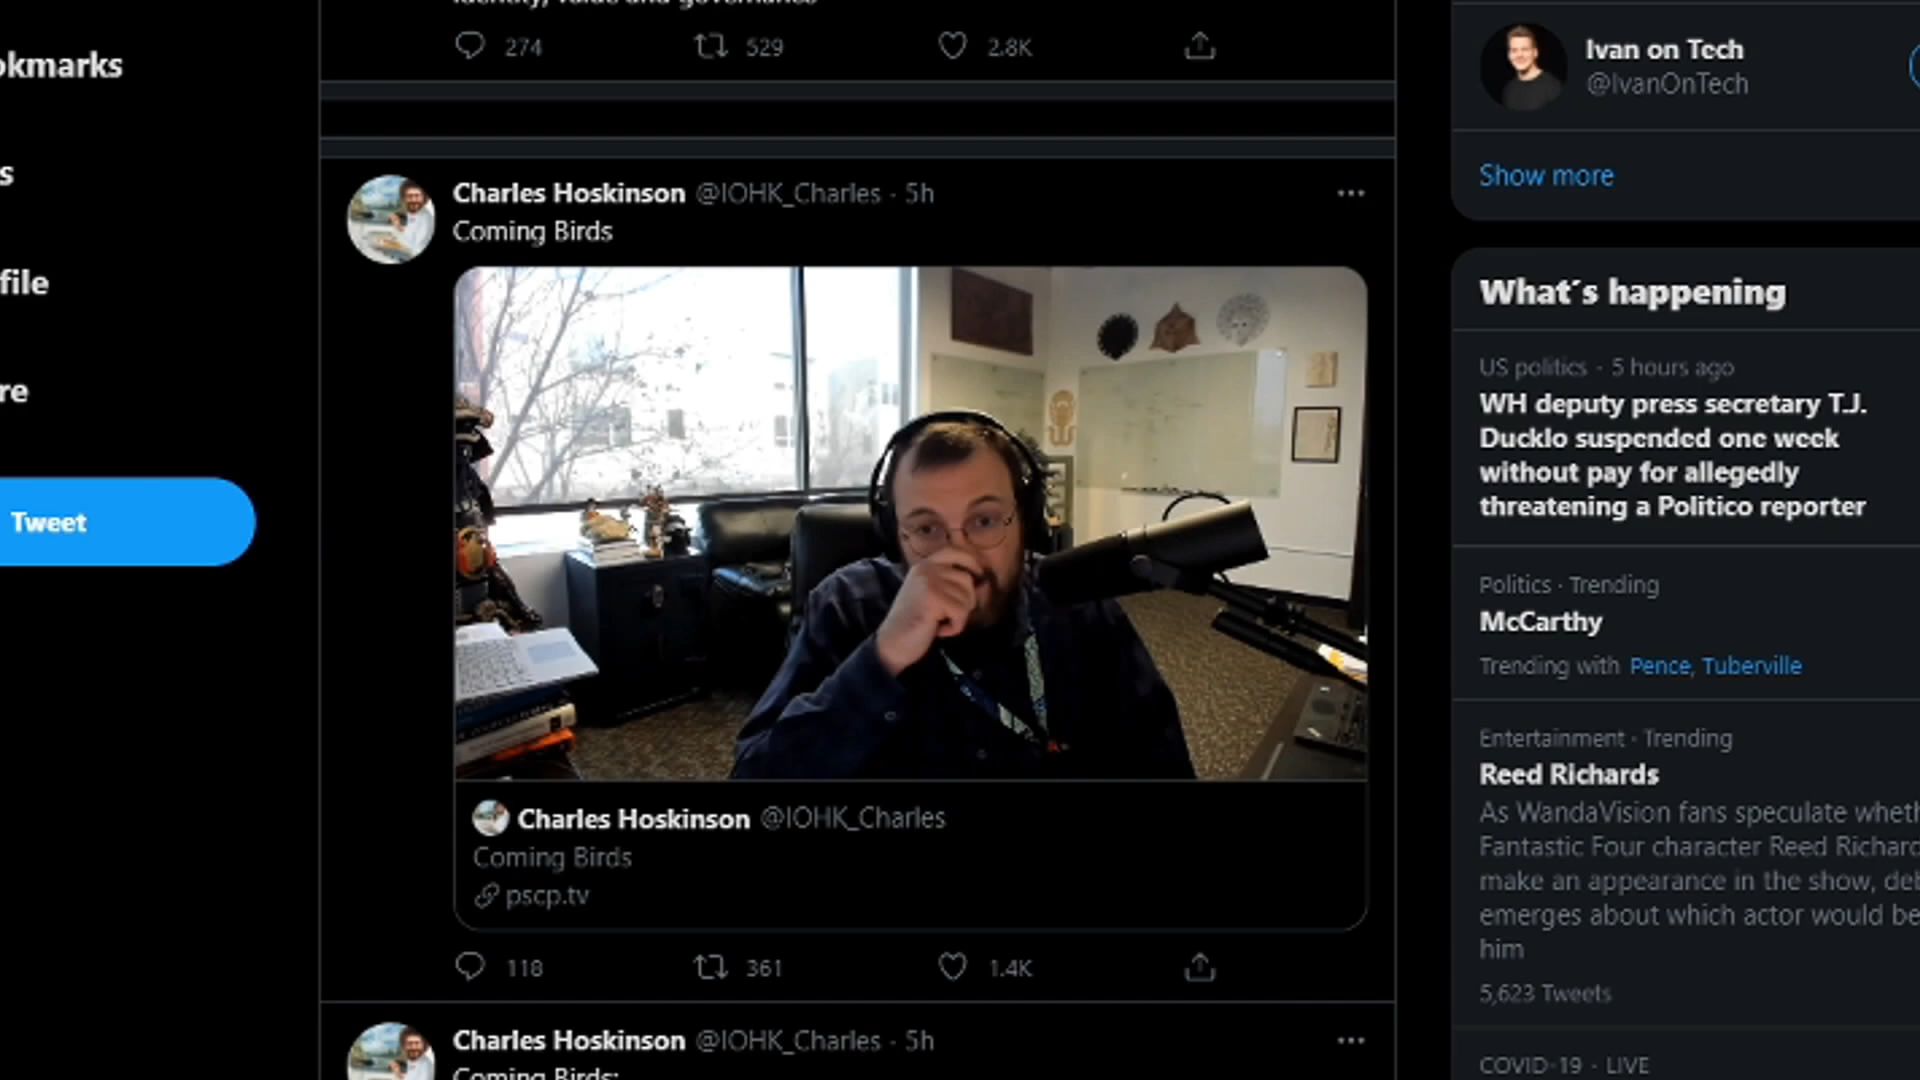 okmarks
s
file
re
Tweet
identity, value and governance
274 529 2.8K
Charles Hoskinson @IOHK_Charles · 5h
Coming Birds
Charles Hoskinson @IOHK_Charles
Coming Birds
pscp.tv
118 361 1.4K
Charles Hoskinson @IOHK_Charles · 5h
Coming Birds:
Ivan on Tech
@IvanOnTech
Show more
What´s happening
US politics · 5 hours ago
WH deputy press secretary T.J.
Ducklo suspended one week
without pay for allegedly
threatening a Politico reporter
Politics · Trending
McCarthy
Trending with Pence, Tuberville
Entertainment · Trending
Reed Richards
As WandaVision fans speculate wheth
Fantastic Four character Reed Richard
make an appearance in the show, deb
emerges about which actor would be
him
5,623 Tweets
COVID-19 · LIVE